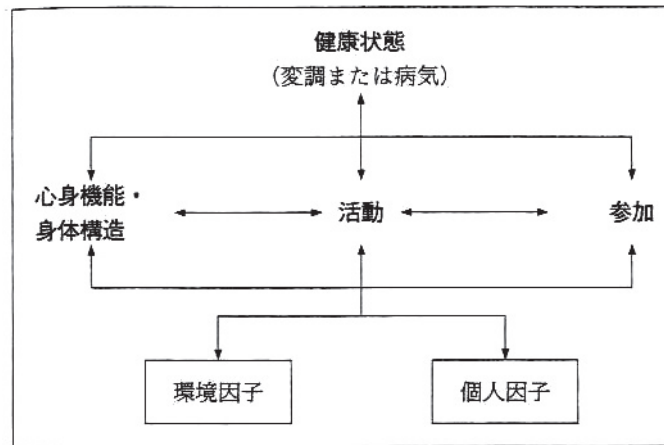 健康状態
（変調または病気）
心身機能・
身体構造
活動
参加
環境因子
個人因子